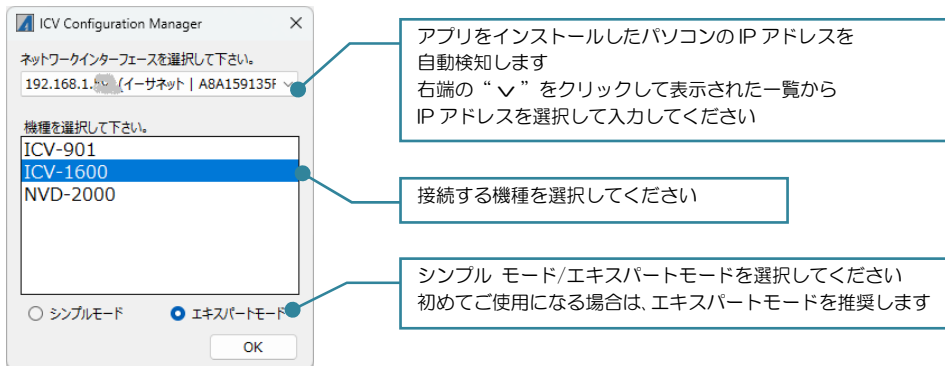 ICV Configuration Manager
ネットワークインターフェースを選択して下さい。
192.168.1. (イーサネット | A8A159135F
機種を選択して下さい。
ICV-901
ICV-1600
NVD-2000
シンプルモード
エキスパートモード
OK
アプリをインストールしたパソコンの IP アドレスを
自動検知します
右端の“ ∨ ”をクリックして表示された一覧から
IP アドレスを選択して入力してください
接続する機種を選択してください
シンプル モード/エキスパートモードを選択してください
初めてご使用になる場合は、エキスパートモードを推奨します